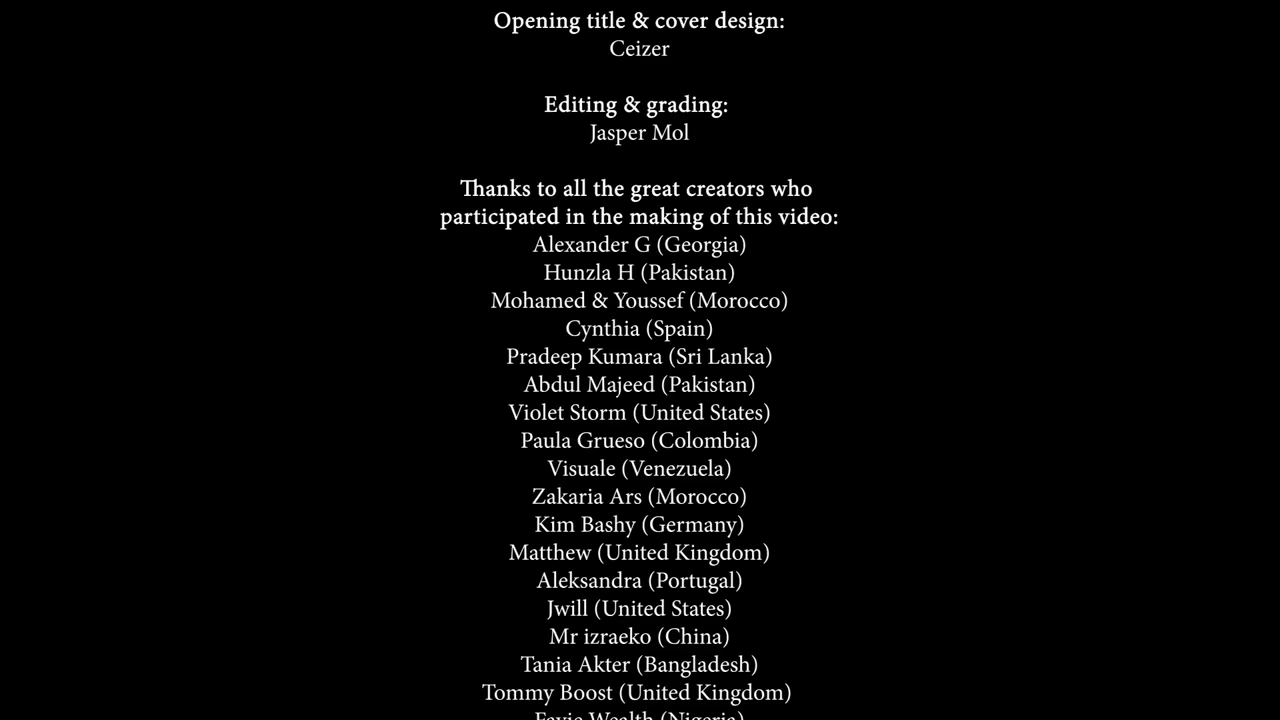 Opening title & cover design:
Ceizer
Editing & grading:
Jasper Mol
Thanks to all the great creators who
participated in the making of this video:
Alexander G (Georgia)
Hunzla H (Pakistan)
Mohamed & Youssef (Morocco)
Cynthia (Spain)
Pradeep Kumara (Sri Lanka)
Abdul Majeed (Pakistan)
Violet Storm (United States)
Paula Grueso (Colombia)
Visuale (Venezuela)
Zakaria Ars (Morocco)
Kim Bashy (Germany)
Matthew (United Kingdom)
Aleksandra (Portugal)
Jwill (United States)
Mr izraeko (China)
Tania Akter (Bangladesh)
Tommy Boost (United Kingdom)
Wealth (Nigeria)